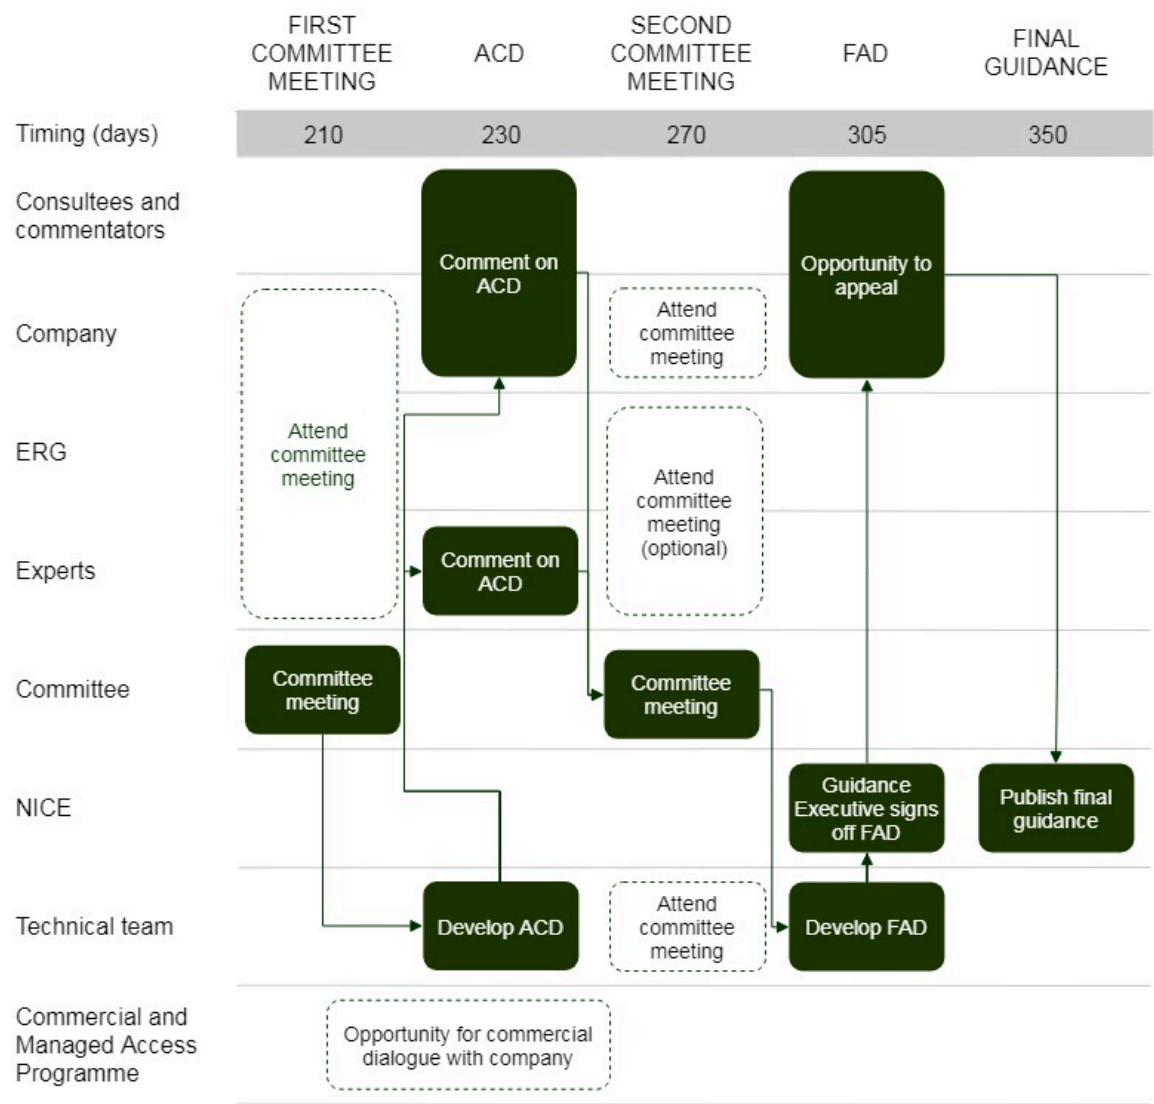 FIRST
COMMITTEE
MEETING
ACD
SECOND
COMMITTEE
MEETING
FAD
FINAL
GUIDANCE
Timing (days)
210
230
270
305
350
Consultees and
commentators
Comment on
ACD
Opportunity to
appeal
Company
Attend
committee
meeting
ERG
Attend
committee
meeting
Attend
committee
meeting
(optional)
Experts
Comment on
ACD
Committee
Committee
meeting
Committee
meeting
NICE
Guidance
Executive signs
off FAD
Publish final
guidance
Technical team
Develop ACD
Attend
committee
meeting
Develop FAD
Commercial and
Managed Access
Programme
Opportunity for commercial
dialogue with company